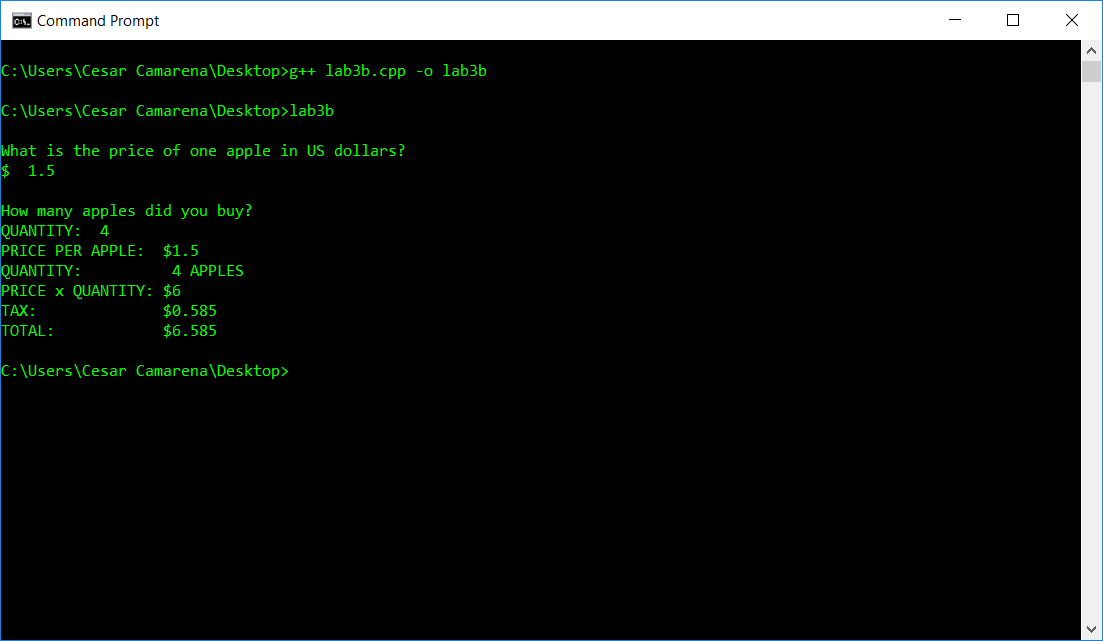 Command Prompt
C:\Users\Cesar Camarena\Desktop>g++ lab3b.cpp -o lab3b
C:\Users\Cesar Camarena\Desktop>lab3b
What is the price of one apple in US dollars?
$  1.5
How many apples did you buy?
QUANTITY:  4
PRICE PER APPLE:  $1.5
QUANTITY:          4 APPLES
PRICE x QUANTITY: $6
TAX:              $0.585
TOTAL:            $6.585
C:\Users\Cesar Camarena\Desktop>